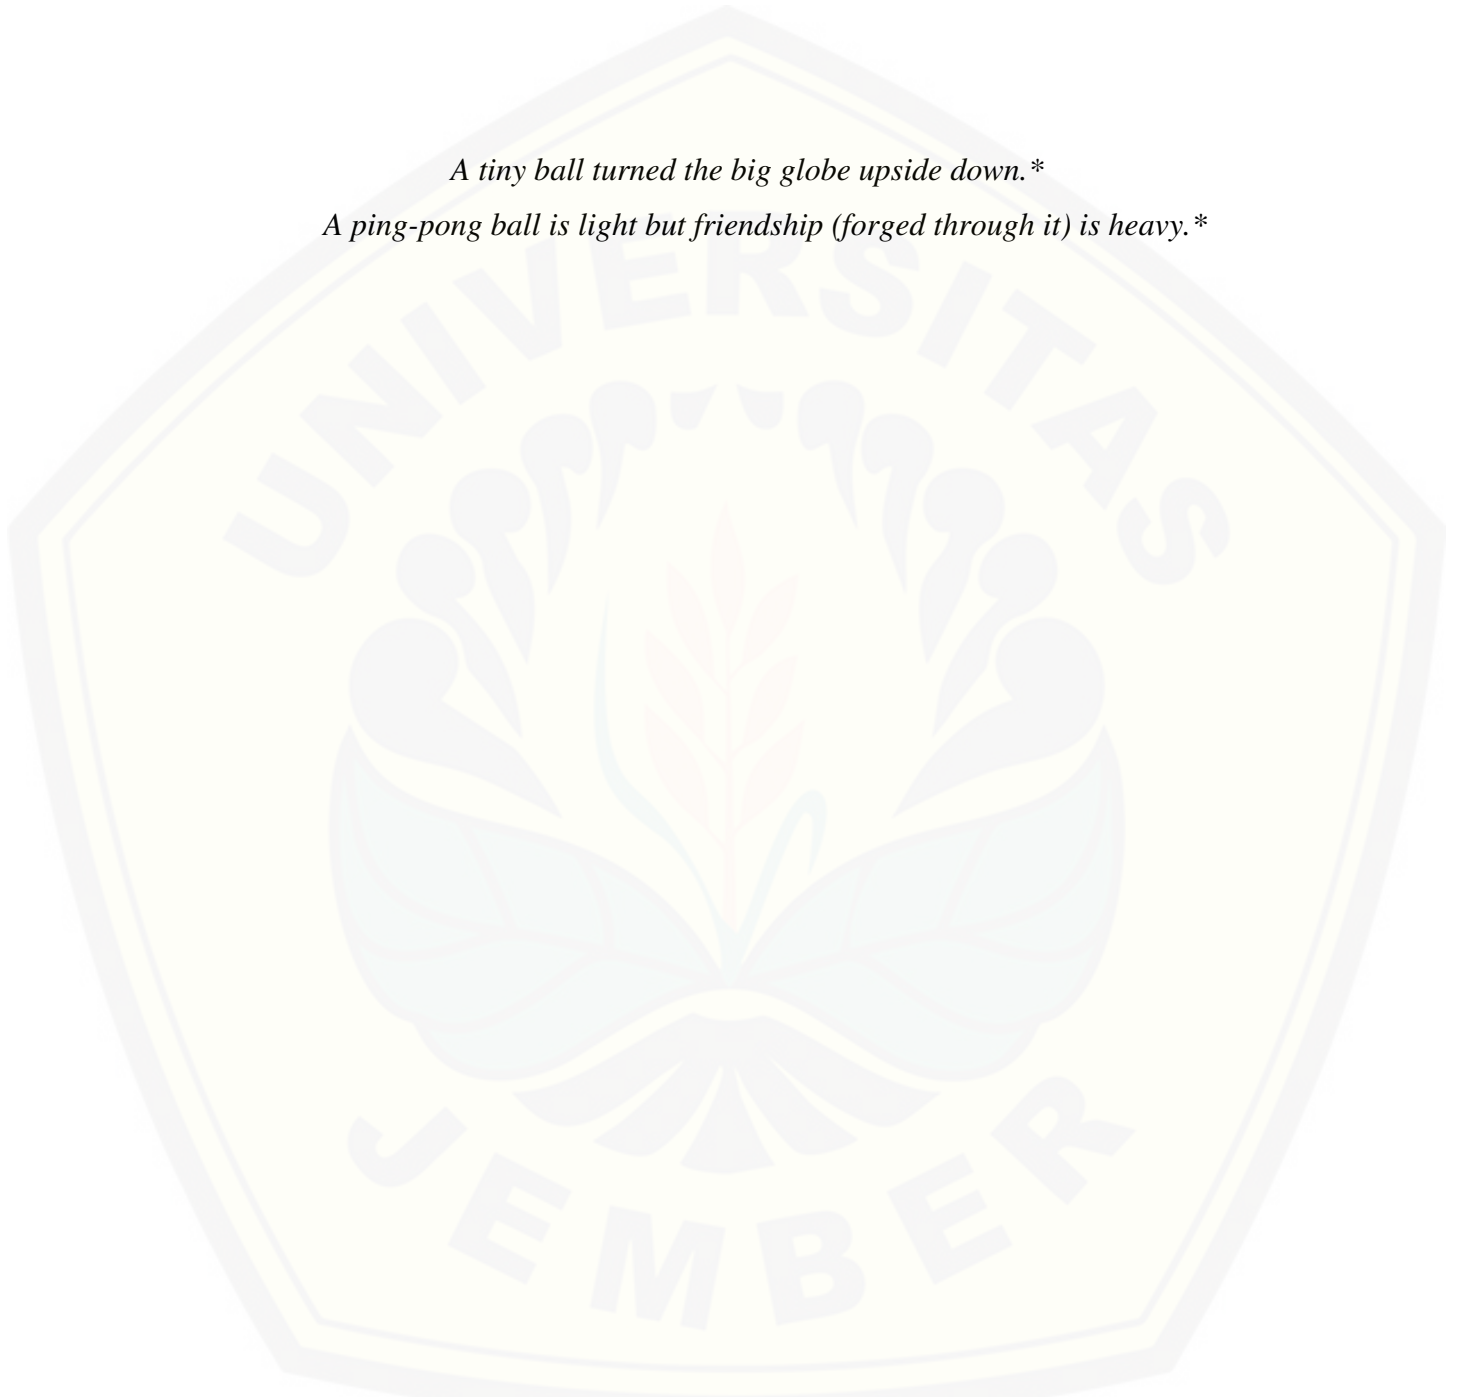 A tiny ball turned the big globe upside down.*
A ping-pong ball is light but friendship (forged through it) is heavy.*
UNIVERSITAS
JEMBER